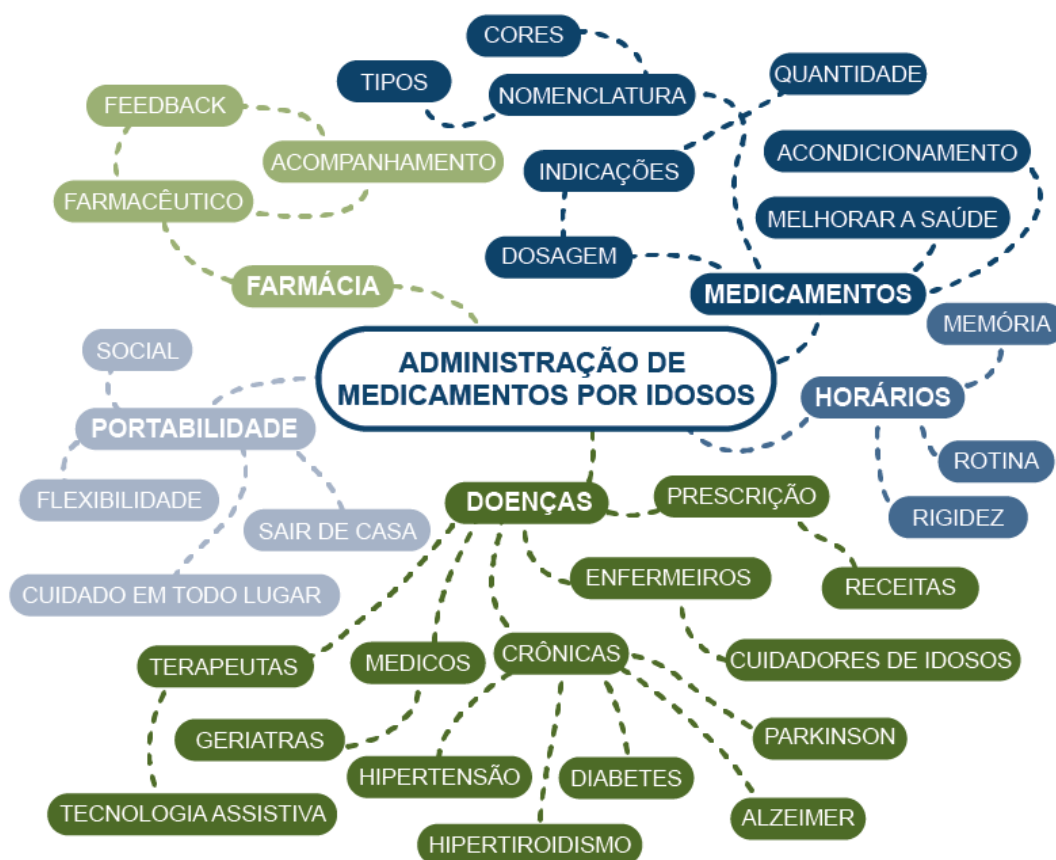 CORES
TIPOS
NOMENCLATURA
QUANTIDADE
FEEDBACK
ACOMPANHAMENTO
FARMACÊUTICO
INDICAÇÕES
ACONDICIONAMENTO
MELHORAR A SAÚDE
DOSAGEM
FARMÁCIA
MEDICAMENTOS
MEMÓRIA
SOCIAL
ADMINISTRAÇÃO DE
MEDICAMENTOS POR IDOSOS
HORÁRIOS
PORTABILIDADE
ROTINA
FLEXIBILIDADE
SAIR DE CASA
DOENÇAS
PRESCRIÇÃO
RIGIDEZ
CUIDADO EM TODO LUGAR
ENFERMEIROS
RECEITAS
TERAPEUTAS
MEDICOS
CRÔNICAS
CUIDADORES DE IDOSOS
GERIATRAS
PARKINSON
HIPERTENSÃO
DIABETES
TECNOLOGIA ASSISTIVA
ALZEIMER
HIPERTIROIDISMO